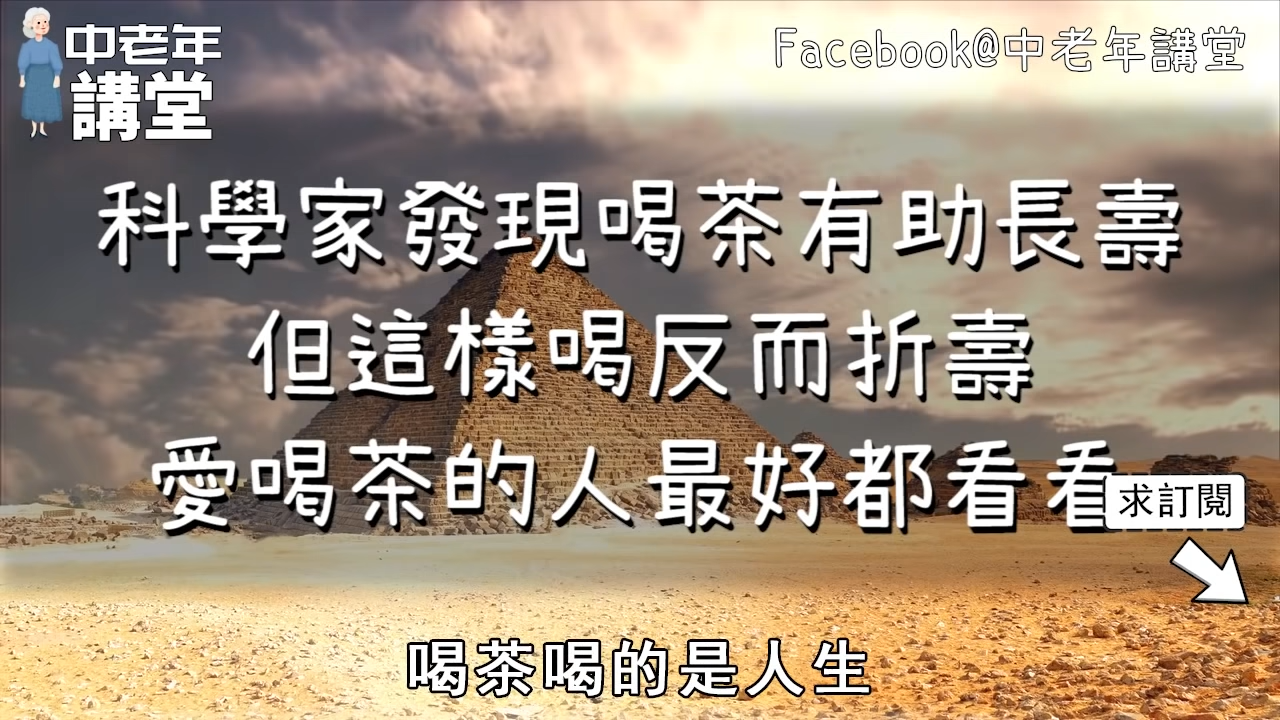 中老年
講堂
Facebook@中老年講堂
科學家發現喝茶有助長壽
但這樣喝反而折壽
愛喝茶的人最好都看看
求訂閱
喝茶喝的是人生